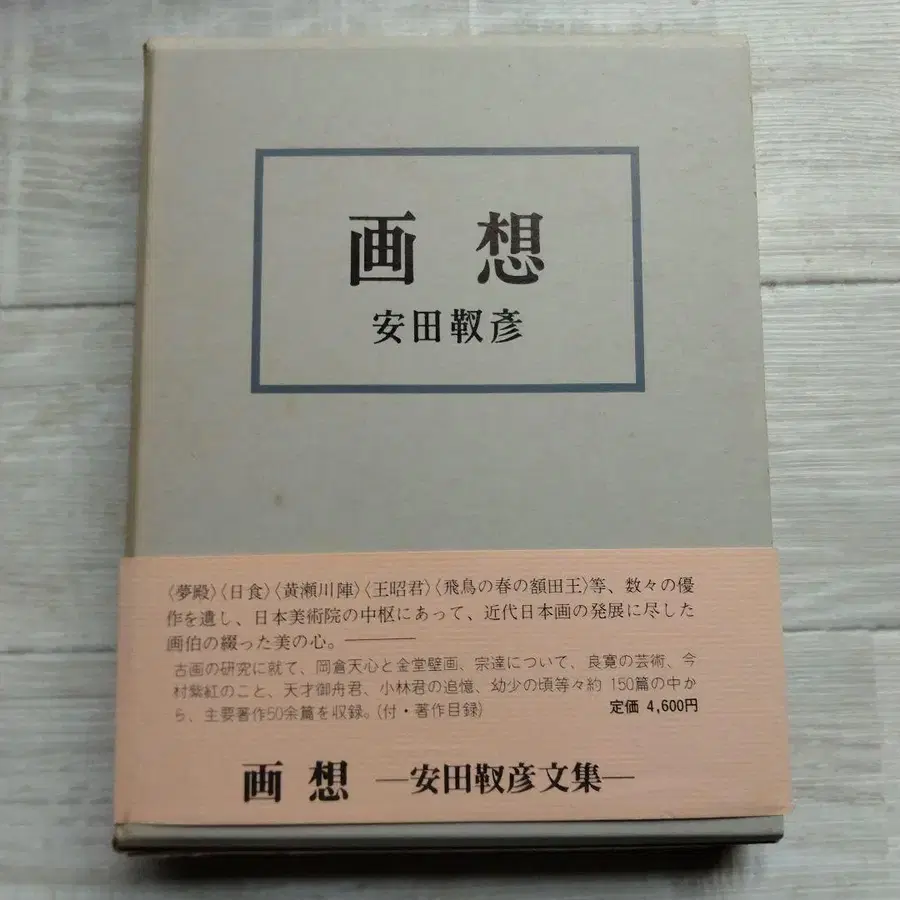 画想
安田靫彦
〈夢殿〉〈日食〉〈黄瀬川陣〉〈王昭君〉〈飛鳥の春の額田王〉等、数々の優
作を遺し、日本美術院の中枢にあって、近代日本画の発展に尽した
画伯の綴った美の心。――
古画の研究に就て、岡倉天心と金堂壁画、宗達について、良寛の芸術、今
村紫紅のこと、天才御舟君、小林君の追憶、幼少の頃等々約150篇の中か
ら、主要著作50余篇を収録。(付・著作目録)
定価 4,600円
画想 ―安田靫彦文集―